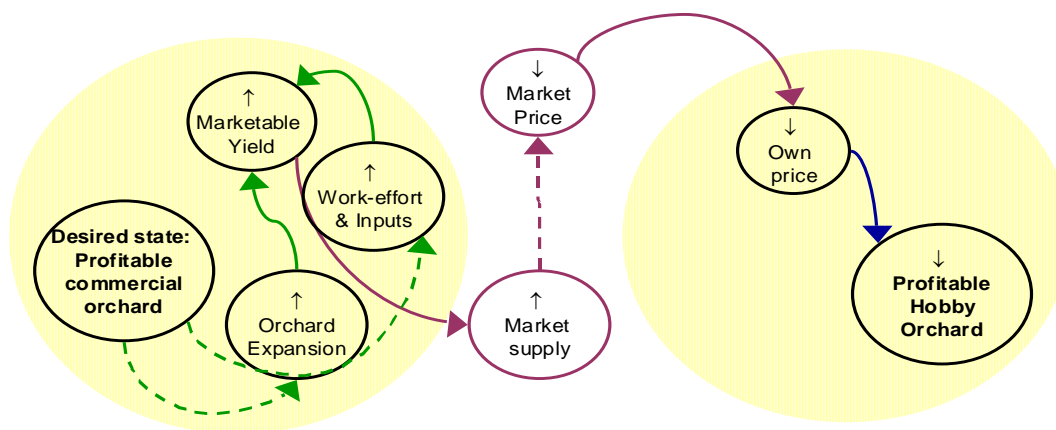 ↑
Marketable
Yield
↑
Work-effort
& Inputs
Desired state:
Profitable
commercial
orchard
↑
Orchard
Expansion
↓
Market
Price
↑
Market
supply
↓
Own
price
↓
Profitable
Hobby
Orchard